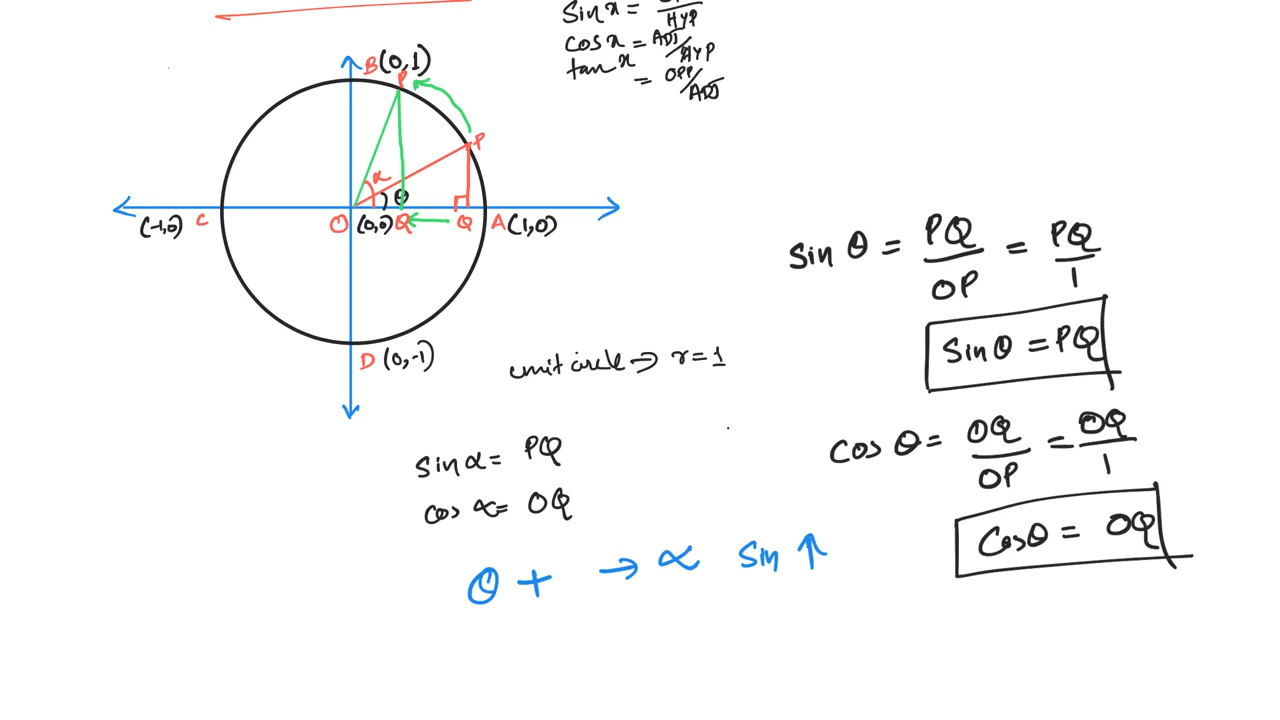 Sin x = / HYP
Cos x = ADJ/HYP
tan x = OPP/ADJ
B (0,1)
P
P
α
θ
(-1,0) C
O (0,0) Q
Q
A (1,0)
D (0,-1)
unit circle → r = 1
Sin θ = PQ/OP = PQ/1
Sin θ = PQ
Cos θ = OQ/OP = OQ/1
Cos θ = OQ
Sin α = PQ
Cos α = OQ
θ + → α Sin ↑